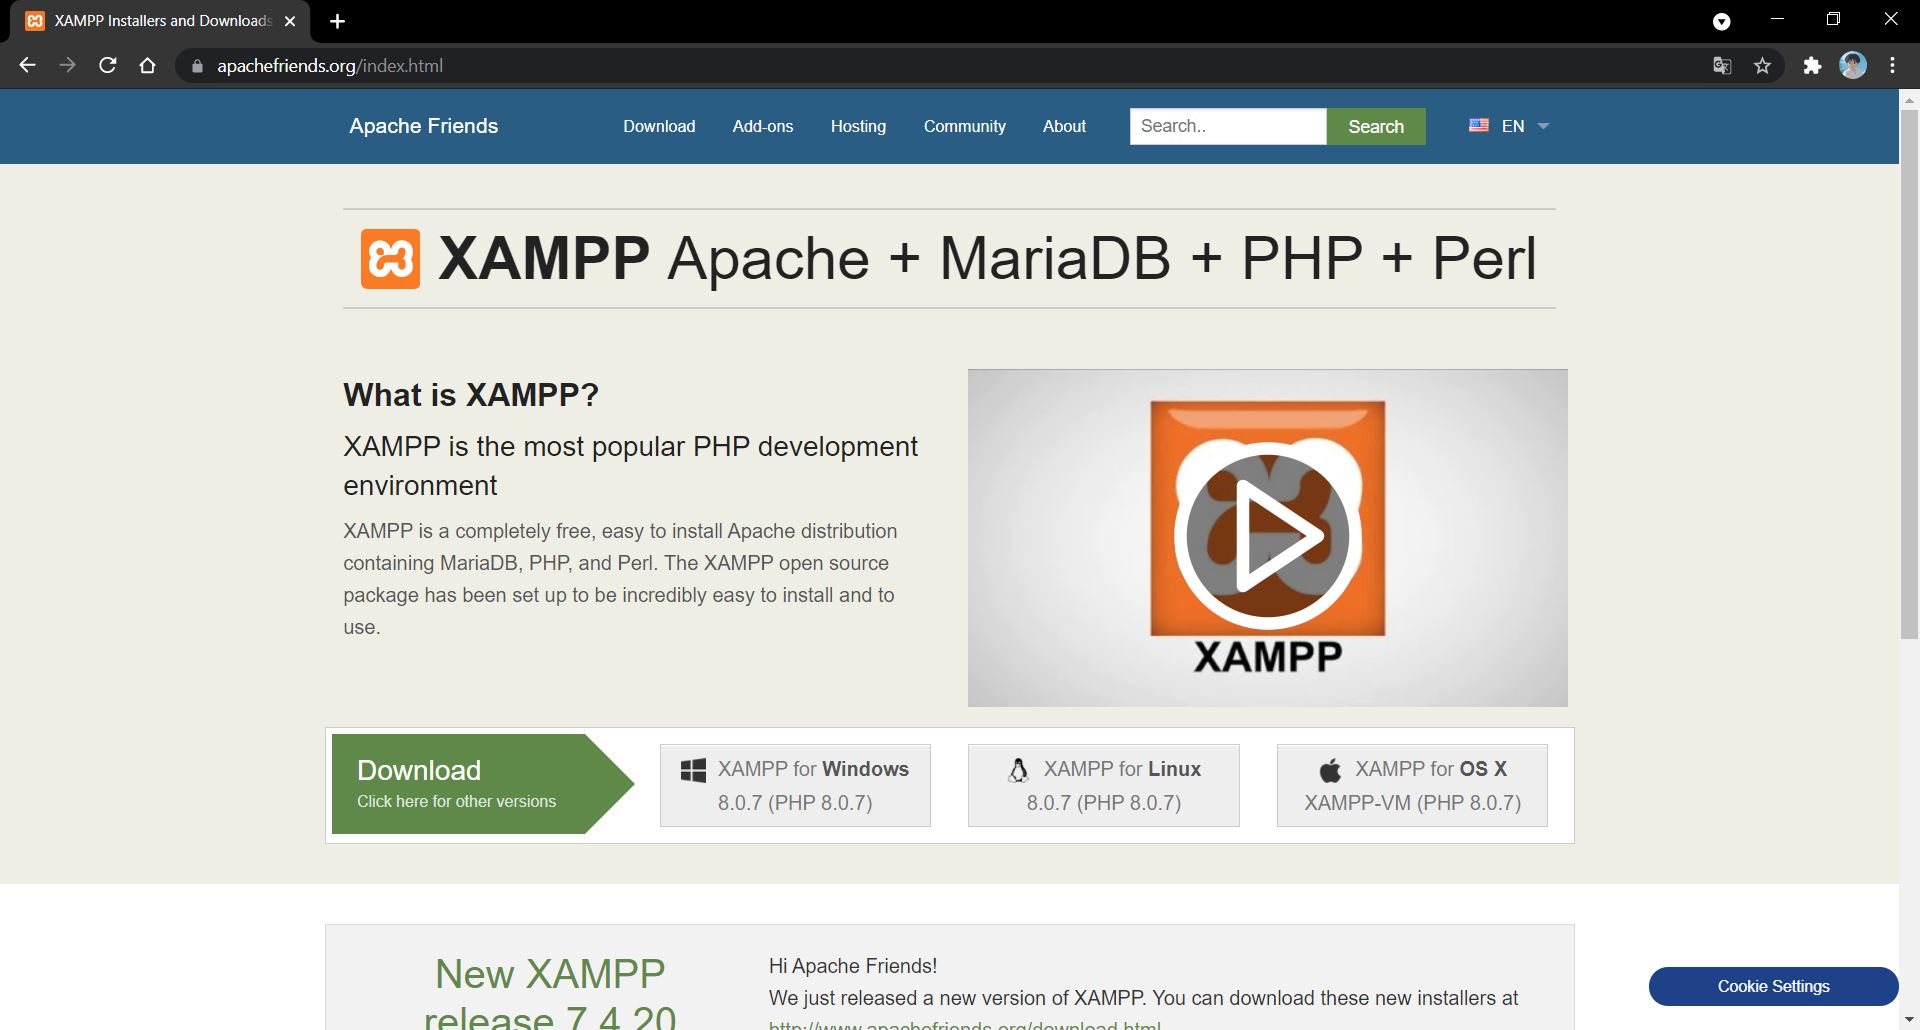 XAMPP Installers and Downloads
apachefriends.org/index.html
Apache Friends
Download
Add-ons
Hosting
Community
About
Search..
Search
EN
XAMPP Apache + MariaDB + PHP + Perl
What is XAMPP?
XAMPP is the most popular PHP development
environment
XAMPP is a completely free, easy to install Apache distribution
containing MariaDB, PHP, and Perl. The XAMPP open source
package has been set up to be incredibly easy to install and to
use.
XAMPP
Download
Click here for other versions
XAMPP for Windows
8.0.7 (PHP 8.0.7)
XAMPP for Linux
8.0.7 (PHP 8.0.7)
XAMPP for OS X
XAMPP-VM (PHP 8.0.7)
New XAMPP
release 7.4.20
Hi Apache Friends!
We just released a new version of XAMPP. You can download these new installers at
http://www.apachefriends.org/download.html
Cookie Settings